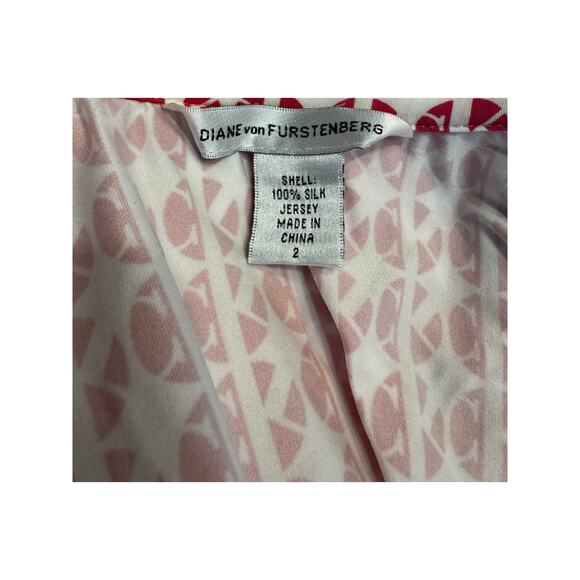 DIANE von FURSTENBERG
SHELL:
100% SILK
JERSEY
MADE IN
CHINA
2